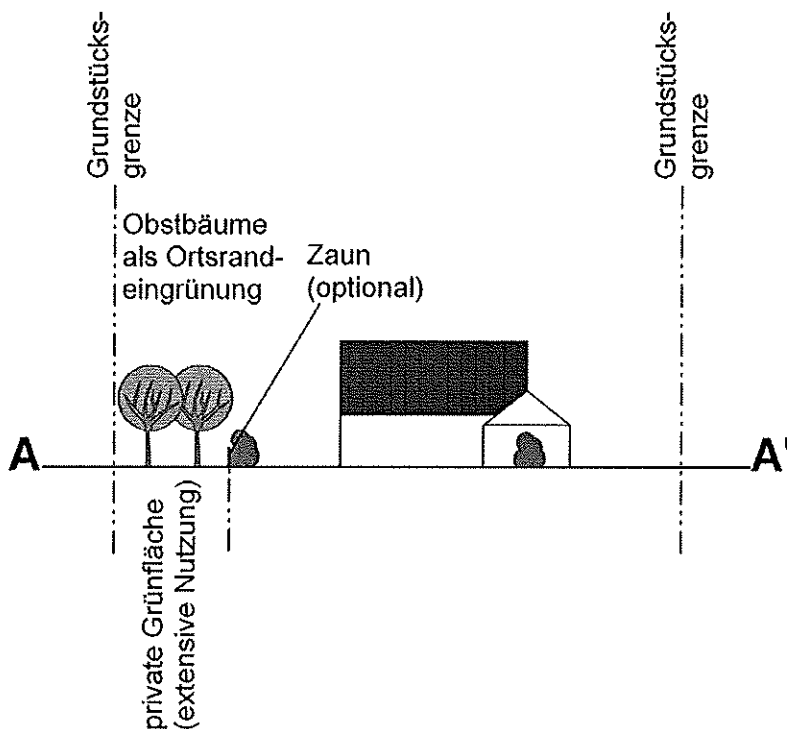 Grundstücks-
grenze
Grundstücks-
grenze
Obstbäume
als Ortsrand-
eingrünung
Zaun
(optional)
A
A'
private Grünfläche
(extensive Nutzung)